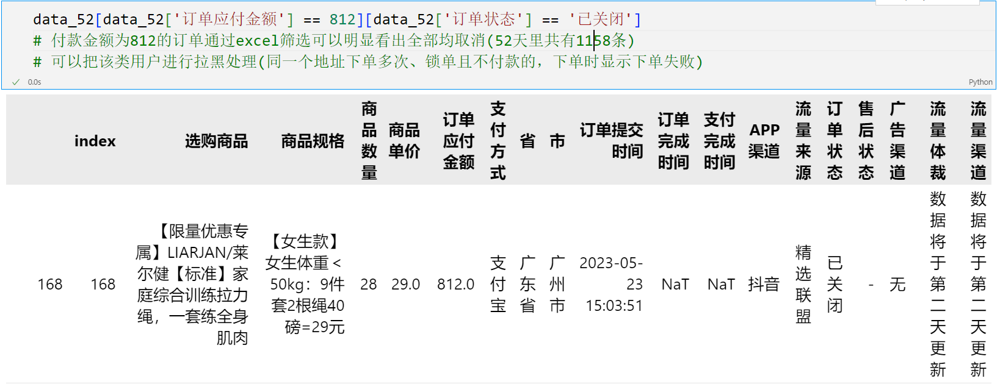 data_52[data_52['订单应付金额'] == 812][data_52['订单状态'] == '已关闭']
# 付款金额为812的订单通过excel筛选可以明显看出全部均取消(52天里共有1158条)
# 可以把该类用户进行拉黑处理(同一个地址下单多次、锁单且不付款的，下单时显示下单失败)
0.0s
Python
index 选购商品 商品规格 商品数量 商品单价 订单应付金额 支付方式 省 市 订单提交时间 订单完成时间 支付完成时间 APP渠道 流量来源 订单状态 售后状态 广告渠道 流量体裁 流量渠道
168 168 【限量优惠专属】LIARJAN/莱尔健【标准】家庭综合训练拉力绳，一套练全身肌肉 【女生款】女生体重＜50kg：9件套2根绳40磅=29元 28 29.0 812.0 支付宝 广东省 广州市 2023-05-23 15:03:51 NaT NaT 抖音 精选联盟 已关闭 - 无 数据将于第二天更新 数据将于第二天更新